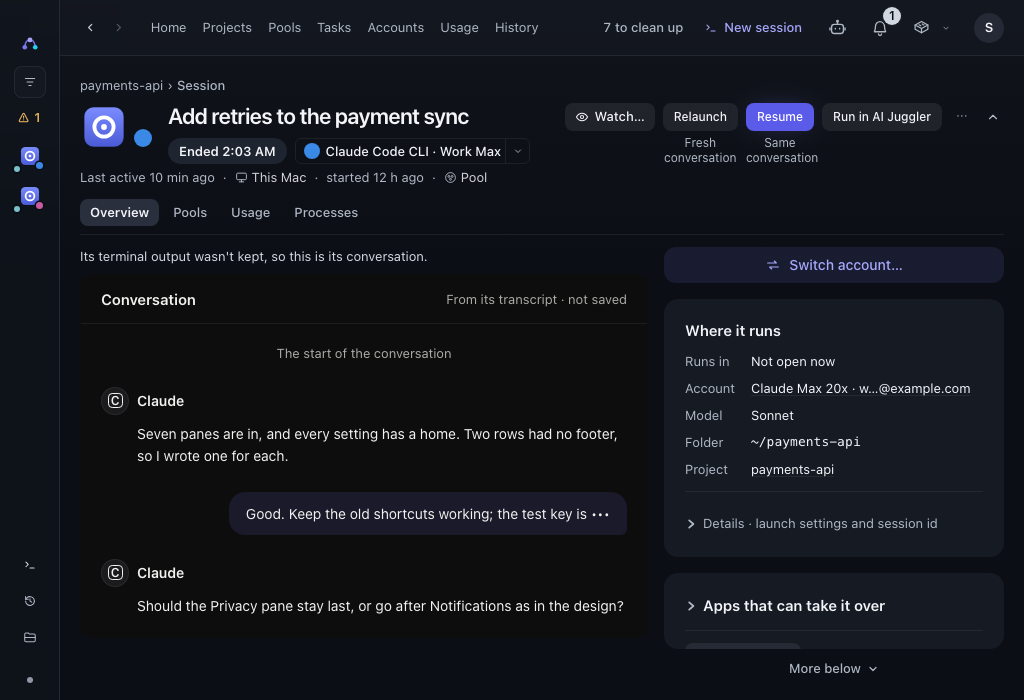 Home Projects Pools Tasks Accounts Usage History 7 to clean up New session 1 S
1
payments-api › Session
Add retries to the payment sync
Ended 2:03 AM Claude Code CLI · Work Max
Last active 10 min ago · This Mac · started 12 h ago · Pool
Watch... Relaunch Resume Run in AI Juggler ...
Fresh conversation
Same conversation
Overview Pools Usage Processes
Its terminal output wasn't kept, so this is its conversation.
Conversation From its transcript · not saved
The start of the conversation
C Claude
Seven panes are in, and every setting has a home. Two rows had no footer,
so I wrote one for each.
Good. Keep the old shortcuts working; the test key is •••
C Claude
Should the Privacy pane stay last, or go after Notifications as in the design?
Switch account...
Where it runs
Runs in Not open now
Account Claude Max 20x · w...@example.com
Model Sonnet
Folder ~/payments-api
Project payments-api
Details · launch settings and session id
Apps that can take it over
More below